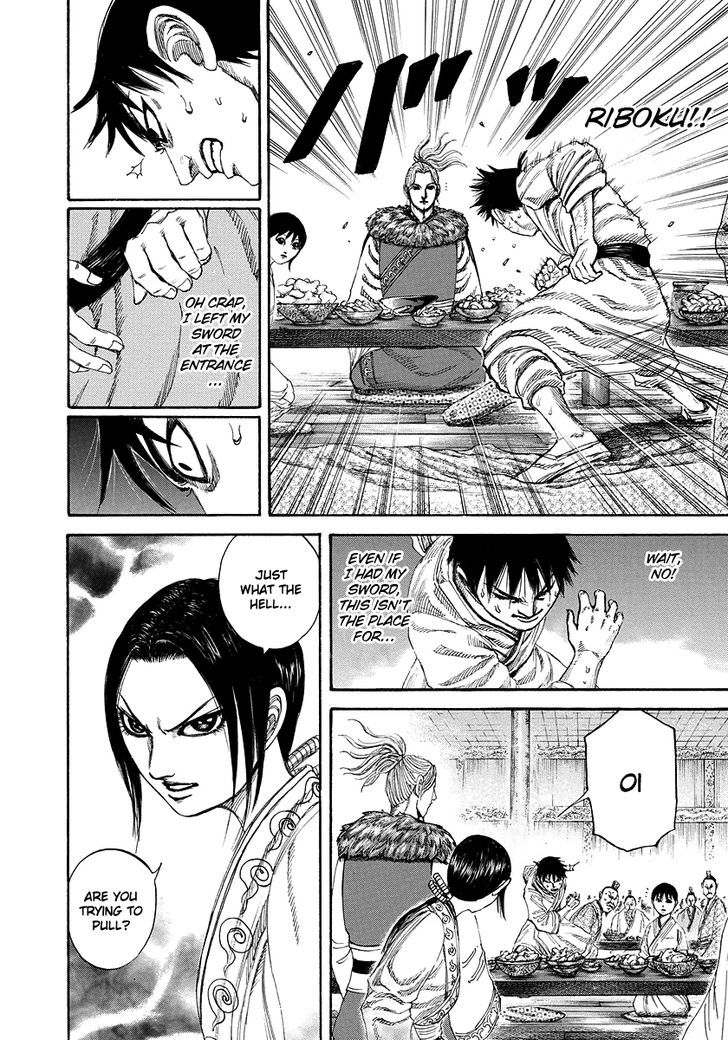 バッ
RIBOKU!!
OH CRAP,
I LEFT MY
SWORD
AT THE
ENTRANCE
...
WAIT,
NO!
EVEN IF
I HAD MY
SWORD,
THIS ISN'T
THE PLACE
FOR...
OI
JUST
WHAT THE
HELL...
ARE YOU
TRYING TO
PULL?